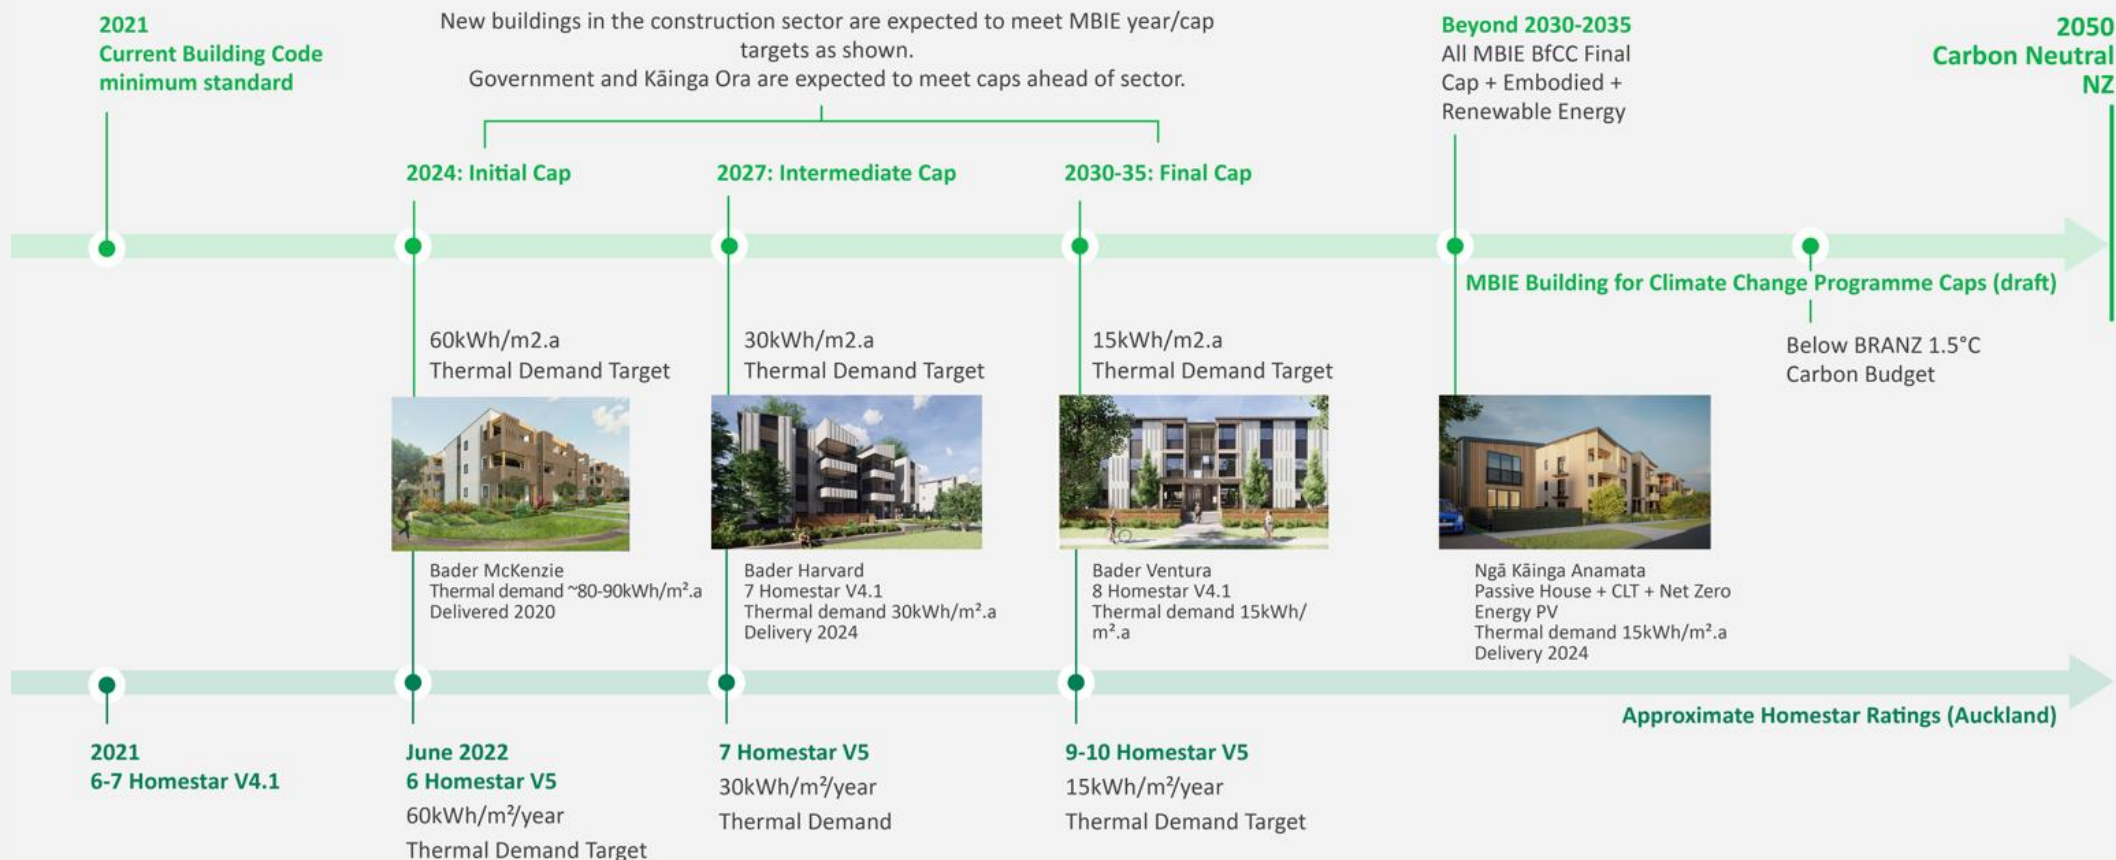 2021
Current Building Code
minimum standard
New buildings in the construction sector are expected to meet MBIE year/cap
targets as shown.
Government and Kāinga Ora are expected to meet caps ahead of sector.
Beyond 2030-2035
All MBIE BfCC Final
Cap + Embodied +
Renewable Energy
2050
Carbon Neutral
NZ
2024: Initial Cap
2027: Intermediate Cap
2030-35: Final Cap
MBIE Building for Climate Change Programme Caps (draft)
60kWh/m2.a
Thermal Demand Target
30kWh/m2.a
Thermal Demand Target
15kWh/m2.a
Thermal Demand Target
Below BRANZ 1.5°C
Carbon Budget
Bader McKenzie
Thermal demand ~80-90kWh/m².a
Delivered 2020
Bader Harvard
7 Homestar V4.1
Thermal demand 30kWh/m².a
Delivery 2024
Bader Ventura
8 Homestar V4.1
Thermal demand 15kWh/
m².a
Ngā Kāinga Anamata
Passive House + CLT + Net Zero
Energy PV
Thermal demand 15kWh/m².a
Delivery 2024
Approximate Homestar Ratings (Auckland)
2021
6-7 Homestar V4.1
June 2022
6 Homestar V5
60kWh/m²/year
Thermal Demand Target
7 Homestar V5
30kWh/m²/year
Thermal Demand
9-10 Homestar V5
15kWh/m²/year
Thermal Demand Target